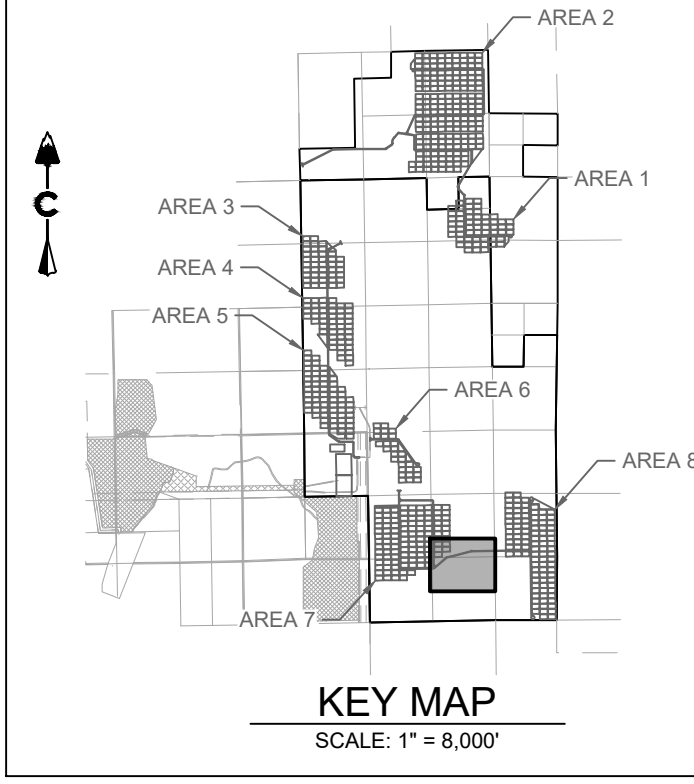 AREA 2
AREA 1
AREA 3
AREA 4
AREA 5
AREA 6
AREA 8
AREA 7
KEY MAP
SCALE: 1" = 8,000'